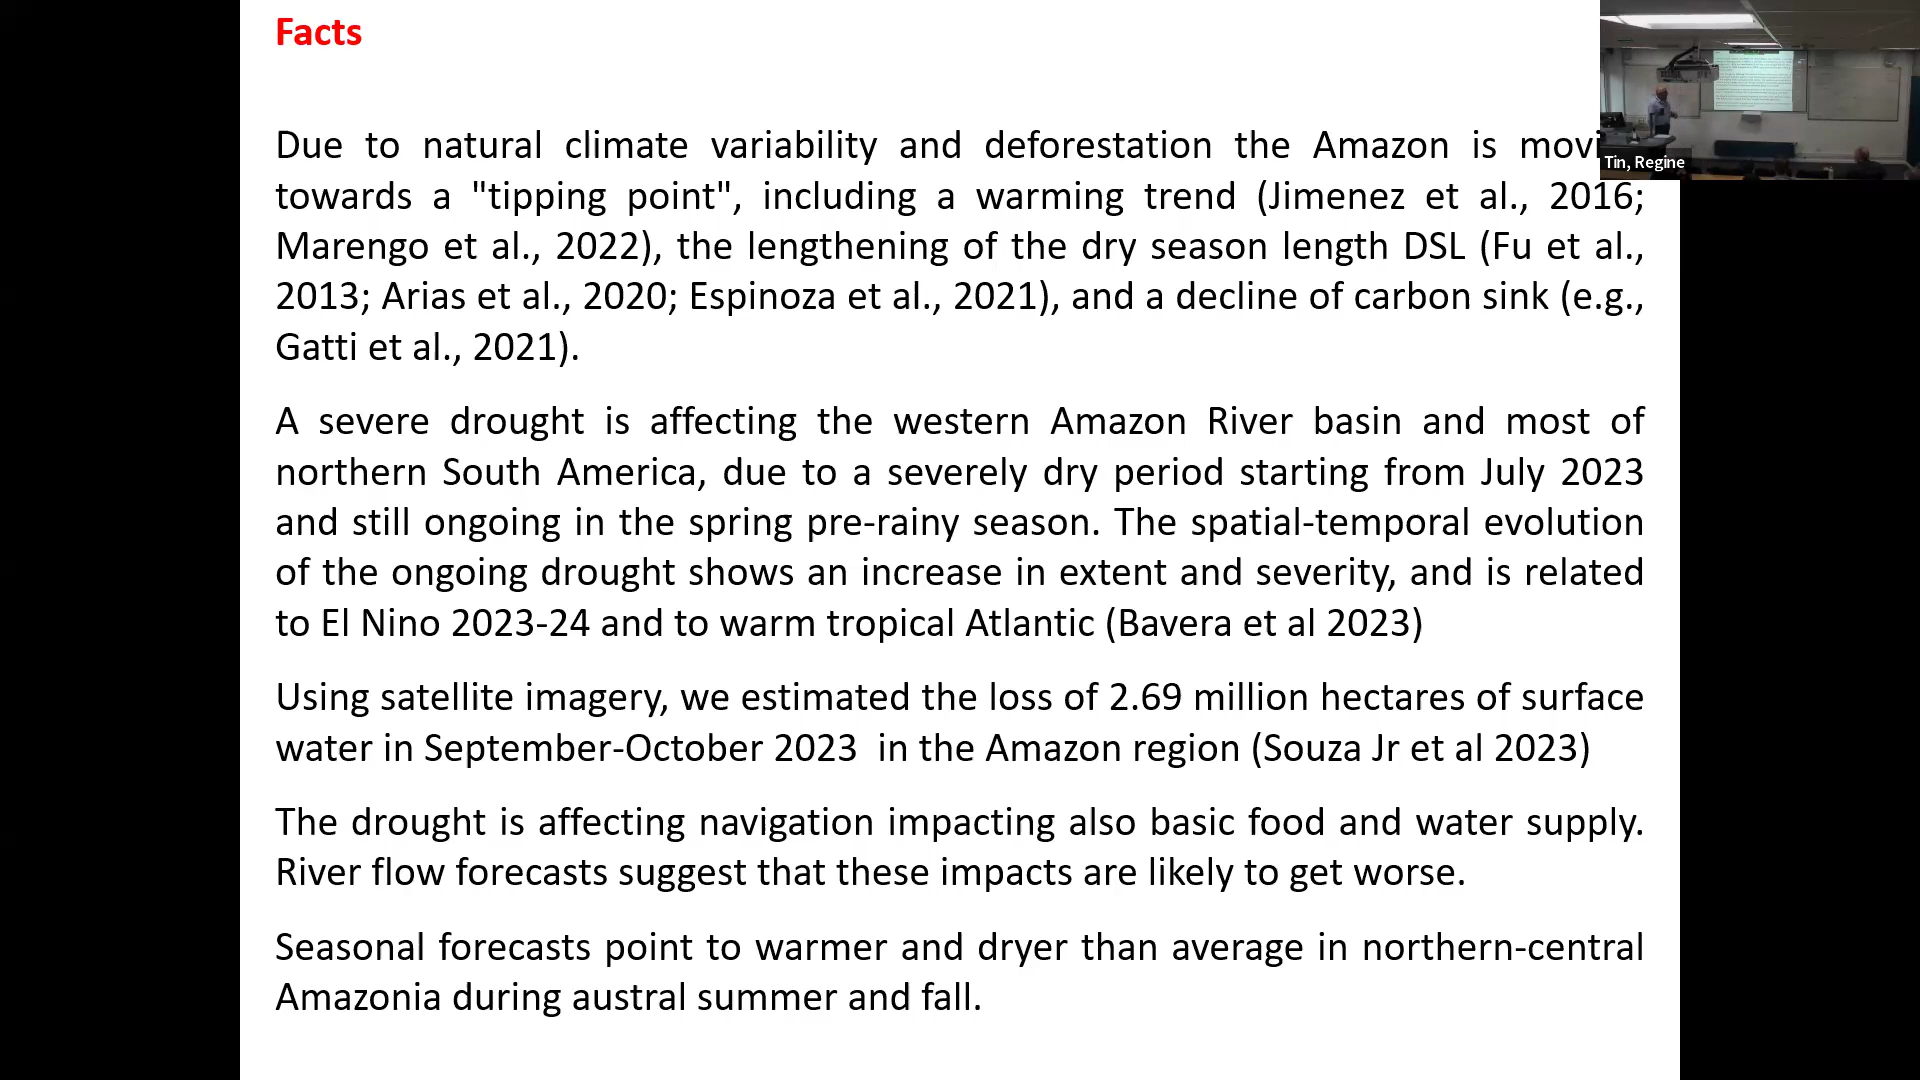 Facts
Due to natural climate variability and deforestation the Amazon is movi
towards a "tipping point", including a warming trend (Jimenez et al., 2016;
Marengo et al., 2022), the lengthening of the dry season length DSL (Fu et al.,
2013; Arias et al., 2020; Espinoza et al., 2021), and a decline of carbon sink (e.g.,
Gatti et al., 2021).
A severe drought is affecting the western Amazon River basin and most of
northern South America, due to a severely dry period starting from July 2023
and still ongoing in the spring pre-rainy season. The spatial-temporal evolution
of the ongoing drought shows an increase in extent and severity, and is related
to El Nino 2023-24 and to warm tropical Atlantic (Bavera et al 2023)
Using satellite imagery, we estimated the loss of 2.69 million hectares of surface
water in September-October 2023  in the Amazon region (Souza Jr et al 2023)
The drought is affecting navigation impacting also basic food and water supply.
River flow forecasts suggest that these impacts are likely to get worse.
Seasonal forecasts point to warmer and dryer than average in northern-central
Amazonia during austral summer and fall.
Tin, Regine